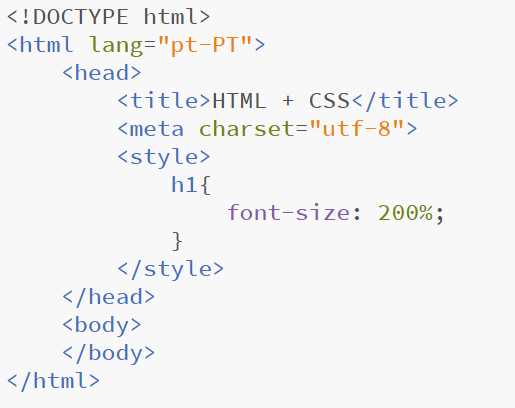 <!DOCTYPE html>
<html lang="pt-PT">
    <head>
        <title>HTML + CSS</title>
        <meta charset="utf-8">
        <style>
            h1{
                font-size: 200%;
            }
        </style>
    </head>
    <body>
    </body>
</html>